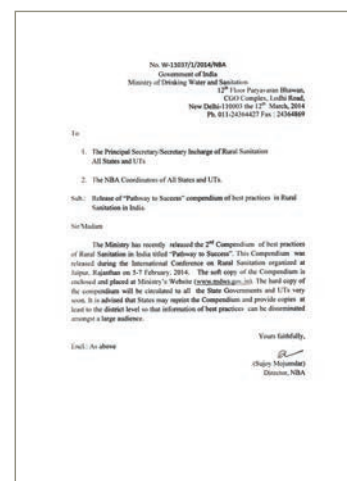 No. W-11037/1/2014/NBA
Government of India
Ministry of Drinking Water and Sanitation
12th Floor Paryavaran Bhawan,
CGO Complex, Lodhi Road,
New Delhi-110003 the 12th March, 2014
Ph. 011-24364427 Fax : 24364869
To
1. The Principal Secretary/Secretary Incharge of Rural Sanitation
All States and UTs
2. The NBA Coordinators of All States and UTs.
Sub.: Release of "Pathway to Success" compendium of best practices in Rural
Sanitation in India
Sir/Madam
The Ministry has recently released the 2nd Compendium of best practices
of Rural Sanitation in India titled "Pathway to Success". This Compendium was
released during the International Conference on Rural Sanitation organized at
Jaipur, Rajasthan on 5-7 February, 2014. The soft copy of the Compendium is
enclosed and placed at Ministry's Website (www.mdws.gov.in). The hard copy of
the compendium will be circulated to all the State Governments and UTs very
soon. It is advised that States may reprint the Compendium and provide copies at
least to the district level so that information of best practices can be disseminated
amongst a large audience.
Yours faithfully,
Encl.: As above
(Sujoy Mojumdar)
Director, NBA